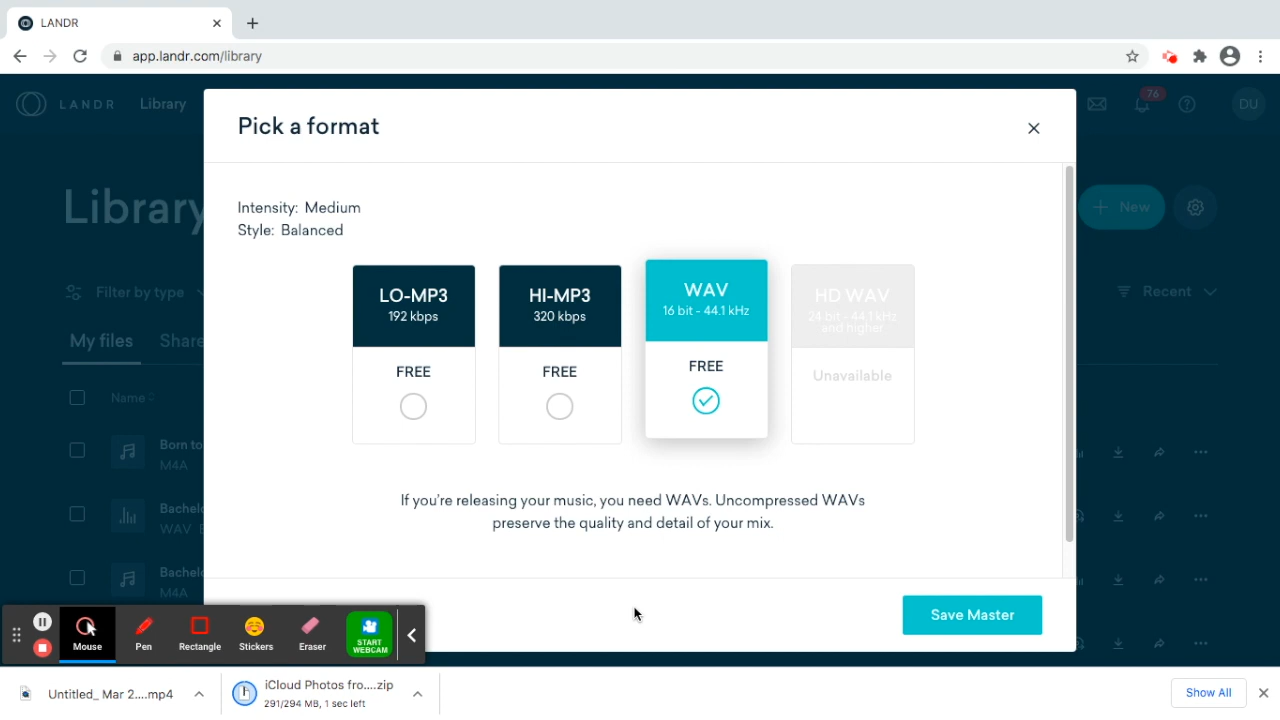 LANDR
app.landr.com/library
LANDR
Library
76
DU
Pick a format
Library
New
Intensity: Medium
Style: Balanced
LO-MP3
192 kbps
FREE
HI-MP3
320 kbps
FREE
WAV
16 bit - 44.1 kHz
FREE
HD WAV
24 bit - 44.1 kHz
and higher
Unavailable
Filter by type
Recent
My files
Share
Name
Born to
M4A
Bachel
WAV
Bachel
M4A
If you're releasing your music, you need WAVs. Uncompressed WAVs
preserve the quality and detail of your mix.
Save Master
Mouse
Pen
Rectangle
Stickers
Eraser
START
WEBCAM
Untitled_ Mar 2....mp4
iCloud Photos fro....zip
291/294 MB, 1 sec left
Show All